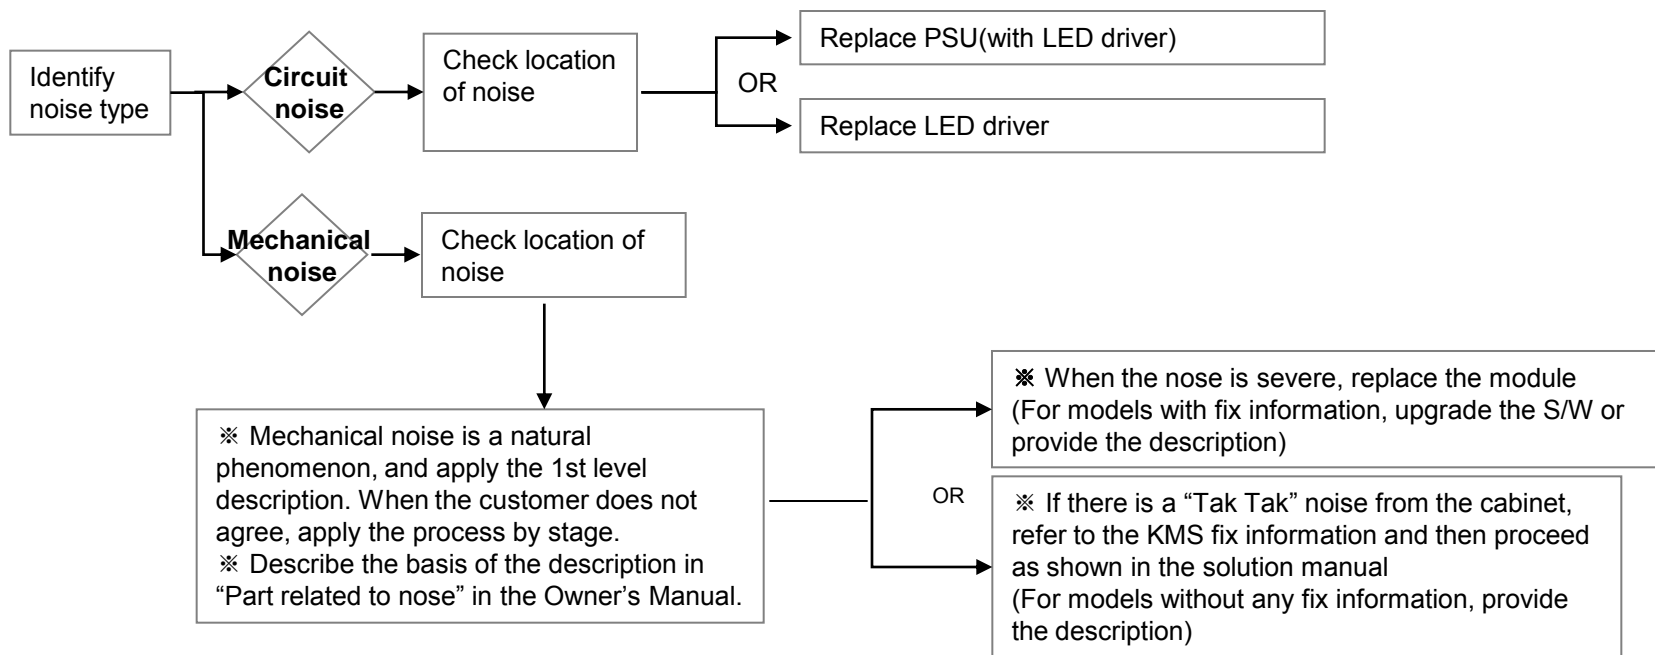 Identify
noise type
Circuit
noise
Check location
of noise
Replace PSU(with LED driver)
OR
Replace LED driver
Mechanical
noise
Check location of
noise
※ Mechanical noise is a natural
phenomenon, and apply the 1st level
description. When the customer does not
agree, apply the process by stage.
※ Describe the basis of the description in
“Part related to nose” in the Owner’s Manual.
※ When the nose is severe, replace the module
(For models with fix information, upgrade the S/W or
provide the description)
OR
※ If there is a “Tak Tak” noise from the cabinet,
refer to the KMS fix information and then proceed
as shown in the solution manual
(For models without any fix information, provide
the description)